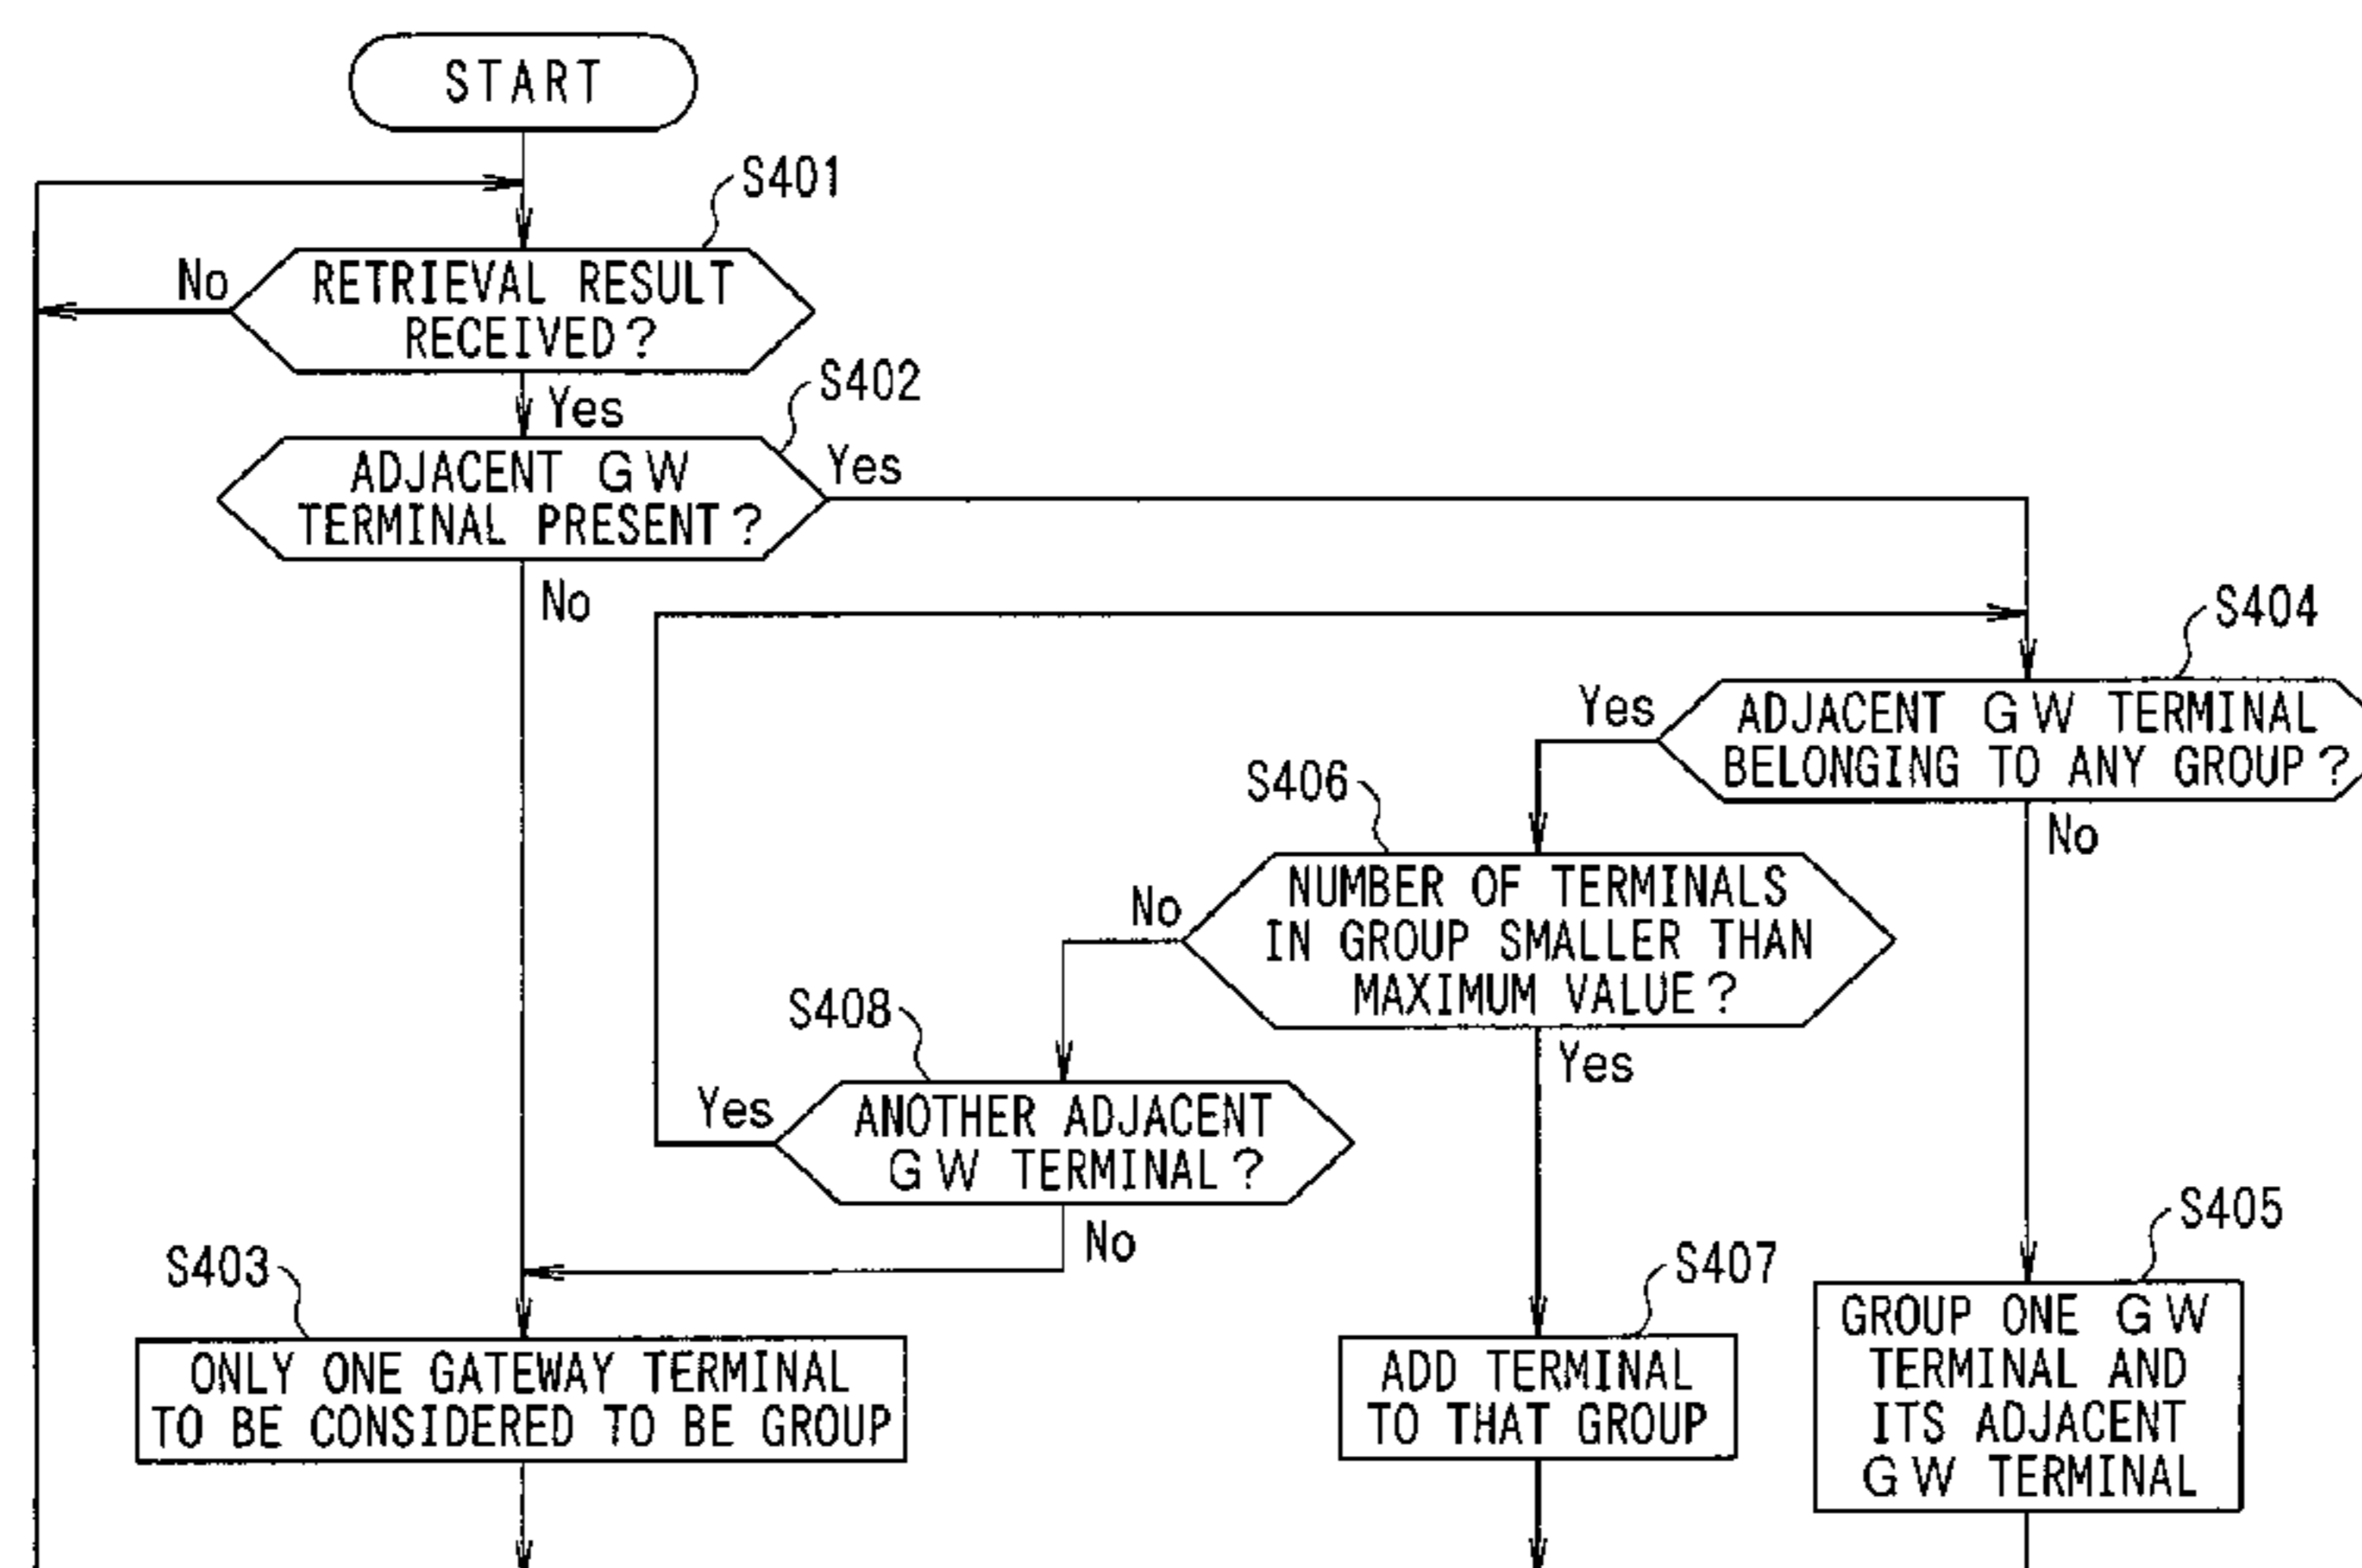 START
S401
No
RETRIEVAL RESULT
RECEIVED?
Yes
S402
ADJACENT GW
TERMINAL PRESENT?
Yes
No
S404
Yes
ADJACENT GW TERMINAL
BELONGING TO ANY GROUP?
No
S406
No
NUMBER OF TERMINALS
IN GROUP SMALLER THAN
MAXIMUM VALUE?
Yes
S408
Yes
ANOTHER ADJACENT
GW TERMINAL?
No
S403
ONLY ONE GATEWAY TERMINAL
TO BE CONSIDERED TO BE GROUP
S407
ADD TERMINAL
TO THAT GROUP
S405
GROUP ONE GW
TERMINAL AND
ITS ADJACENT
GW TERMINAL